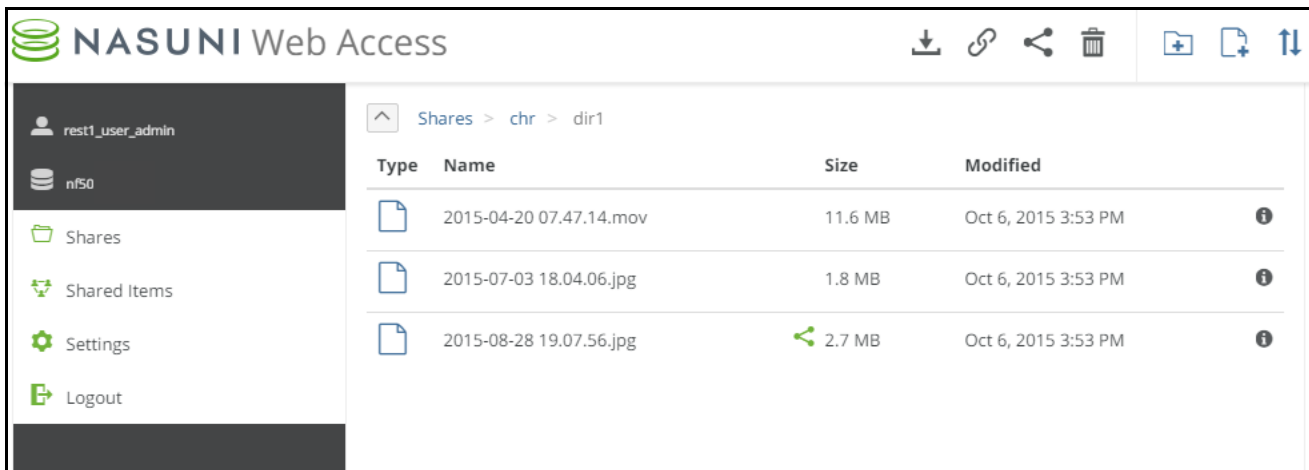 NASUNI Web Access
rest1_user_admin
nf50
Shares
Shared Items
Settings
Logout
Shares > chr > dir1
Type Name Size Modified
2015-04-20 07.47.14.mov 11.6 MB Oct 6, 2015 3:53 PM
2015-07-03 18.04.06.jpg 1.8 MB Oct 6, 2015 3:53 PM
2015-08-28 19.07.56.jpg 2.7 MB Oct 6, 2015 3:53 PM